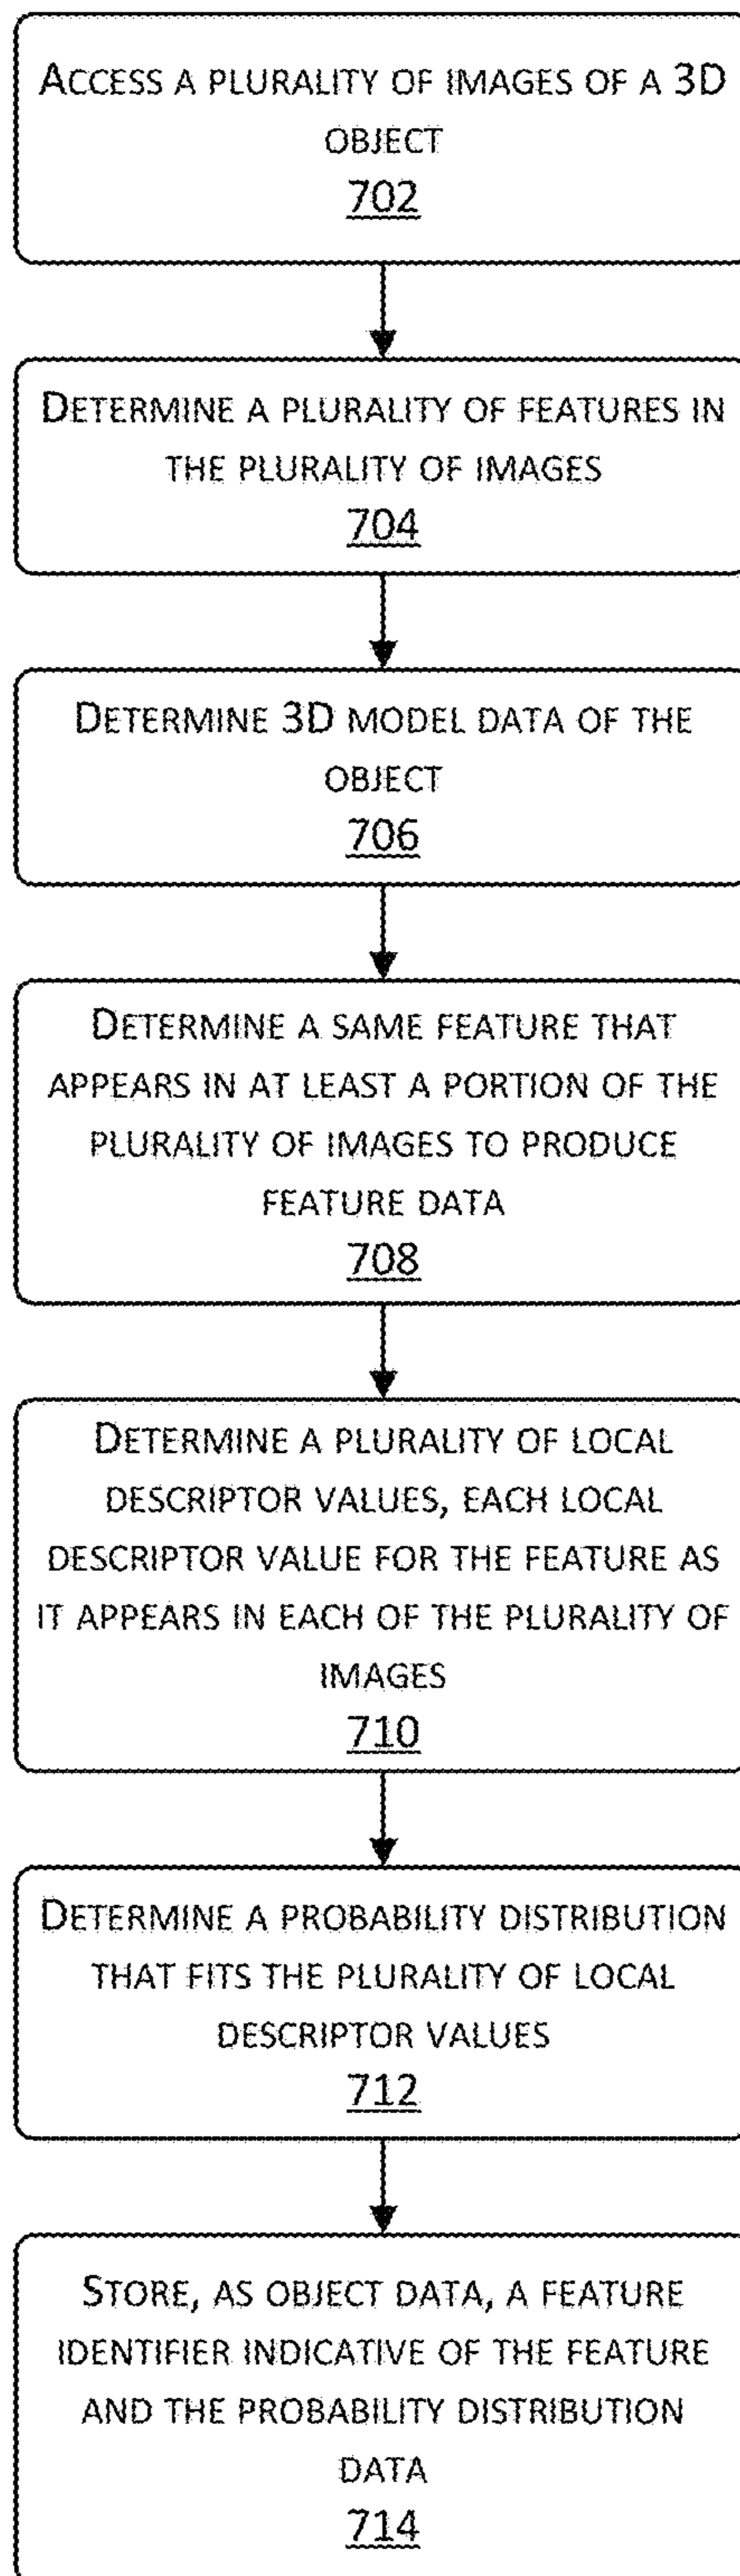 ACCESS A PLURALITY OF IMAGES OF A 3D
OBJECT
702
DETERMINE A PLURALITY OF FEATURES IN
THE PLURALITY OF IMAGES
704
DETERMINE 3D MODEL DATA OF THE
OBJECT
706
DETERMINE A SAME FEATURE THAT
APPEARS IN AT LEAST A PORTION OF THE
PLURALITY OF IMAGES TO PRODUCE
FEATURE DATA
708
DETERMINE A PLURALITY OF LOCAL
DESCRIPTOR VALUES, EACH LOCAL
DESCRIPTOR VALUE FOR THE FEATURE AS
IT APPEARS IN EACH OF THE PLURALITY OF
IMAGES
710
DETERMINE A PROBABILITY DISTRIBUTION
THAT FITS THE PLURALITY OF LOCAL
DESCRIPTOR VALUES
712
STORE, AS OBJECT DATA, A FEATURE
IDENTIFIER INDICATIVE OF THE FEATURE
AND THE PROBABILITY DISTRIBUTION
DATA
714